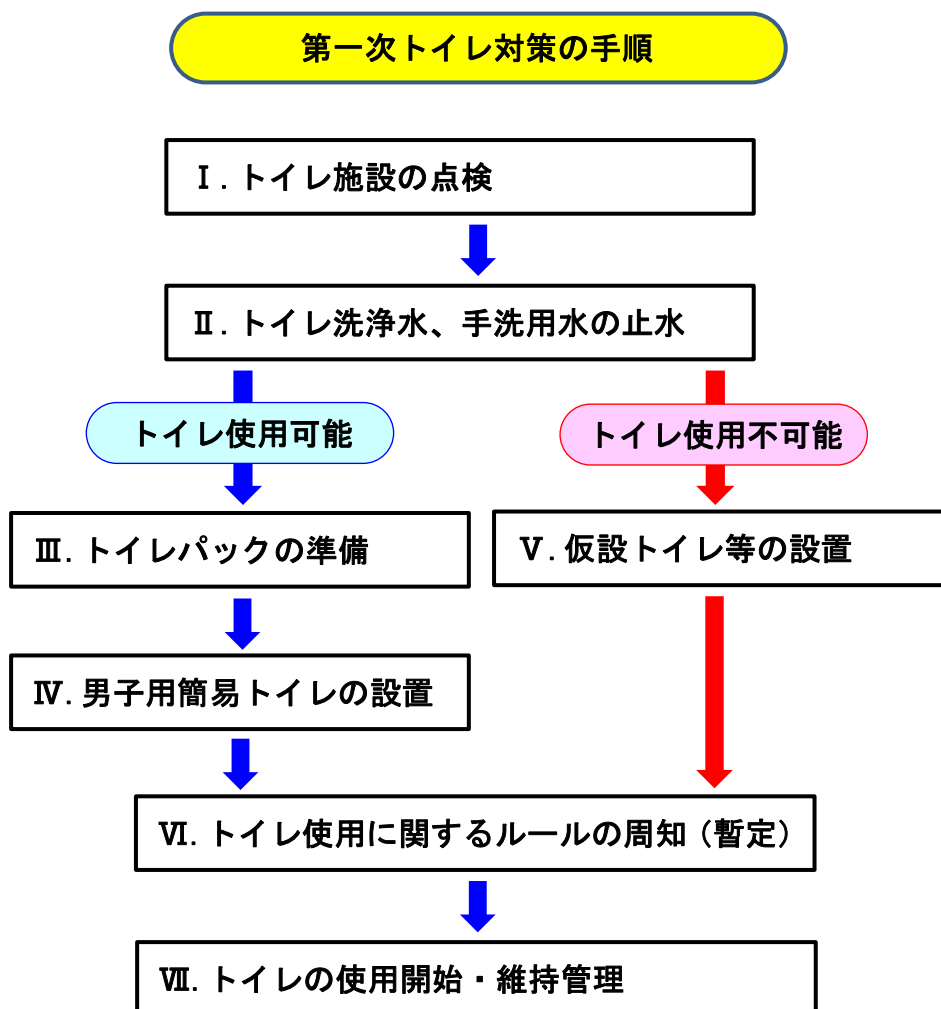 第一次トイレ対策の手順
Ⅰ.トイレ施設の点検
Ⅱ.トイレ洗浄水、手洗用水の止水
トイレ使用可能
トイレ使用不可能
Ⅲ.トイレパックの準備
Ⅴ.仮設トイレ等の設置
Ⅳ.男子用簡易トイレの設置
Ⅵ.トイレ使用に関するルールの周知（暫定）
Ⅶ.トイレの使用開始・維持管理